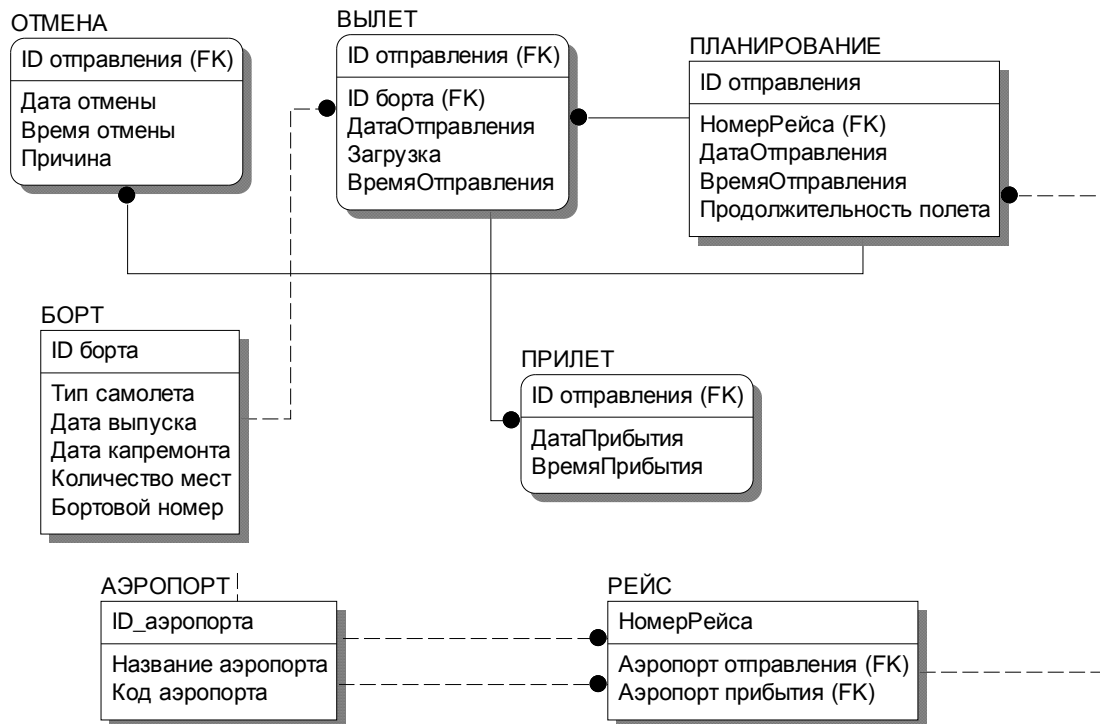 ОТМЕНА
ID отправления (FK)
Дата отмены
Время отмены
Причина
ВЫЛЕТ
ID отправления (FK)
ID борта (FK)
ДатаОтправления
Загрузка
ВремяОтправления
ПЛАНИРОВАНИЕ
ID отправления
НомерРейса (FK)
ДатаОтправления
ВремяОтправления
Продолжительность полета
БОРТ
ID борта
Тип самолета
Дата выпуска
Дата капремонта
Количество мест
Бортовой номер
ПРИЛЕТ
ID отправления (FK)
ДатаПрибытия
ВремяПрибытия
АЭРОПОРТ
ID_аэропорта
Название аэропорта
Код аэропорта
РЕЙС
НомерРейса
Аэропорт отправления (FK)
Аэропорт прибытия (FK)